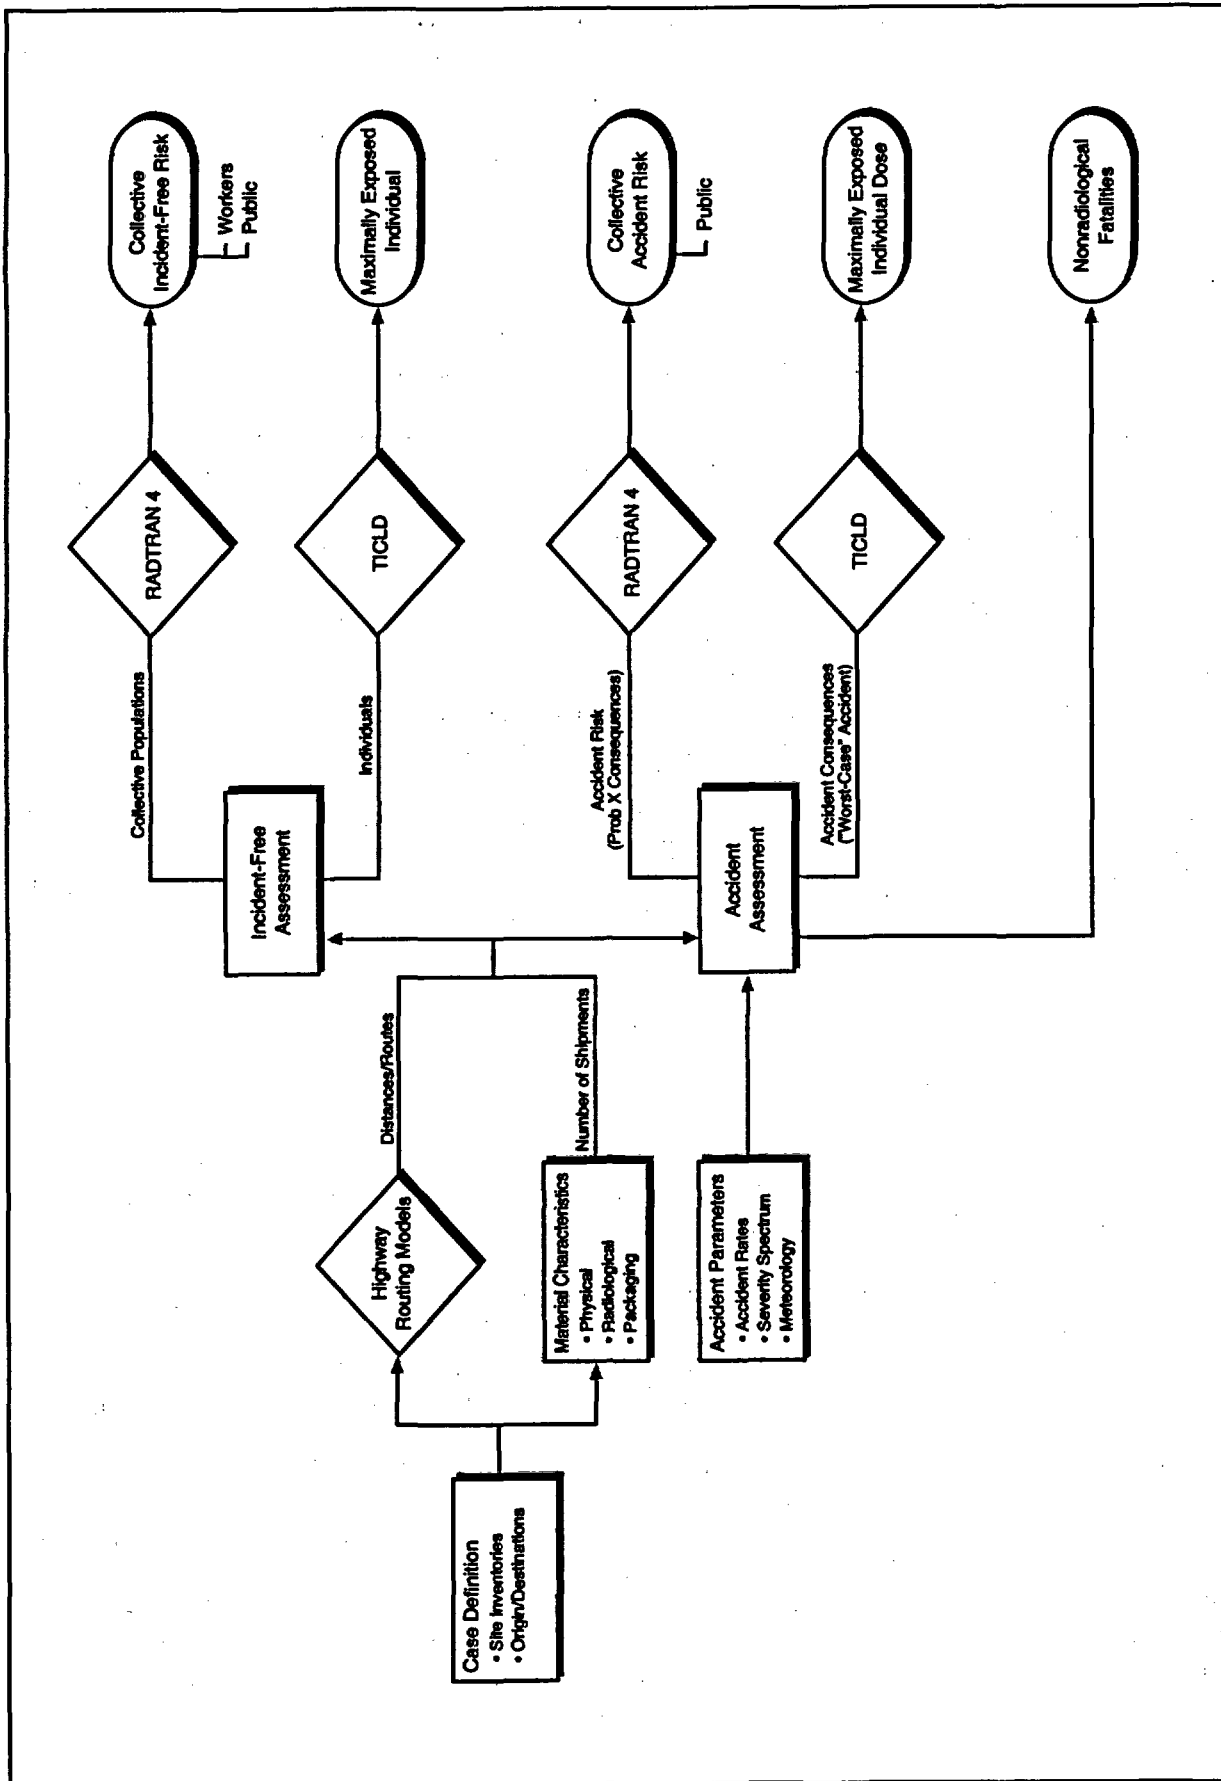 Case Definition
• Site Inventories
• Origin/Destinations
Highway
Routing Models
Distances/Routes
Material Characteristics
• Physical
• Radiological
• Packaging
Number of Shipments
Accident Parameters
• Accident Rates
• Severity Spectrum
• Meteorology
Incident-Free
Assessment
Accident
Assessment
Collective Populations
RADTRAN 4
Collective
Incident-Free Risk
Workers
Public
Individuals
TICLD
Maximally Exposed
Individual
Accident Risk
(Prob X Consequences)
RADTRAN 4
Collective
Accident Risk
Public
Accident Consequences
("Worst-Case" Accident)
TICLD
Maximally Exposed
Individual Dose
Nonradiological
Fatalities